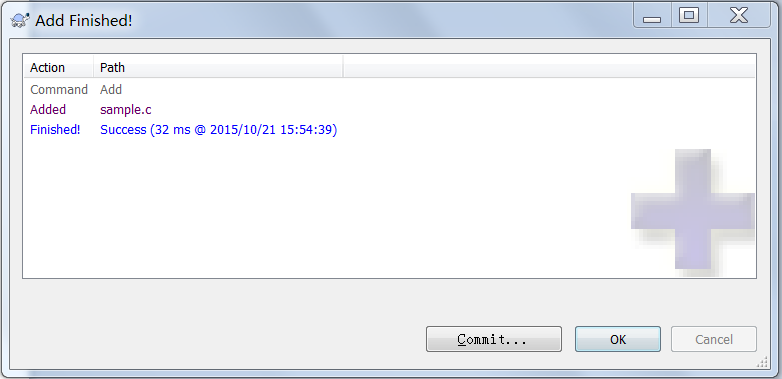 Add Finished!
Action Path
Command Add
Added sample.c
Finished! Success (32 ms @ 2015/10/21 15:54:39)
Commit... OK Cancel